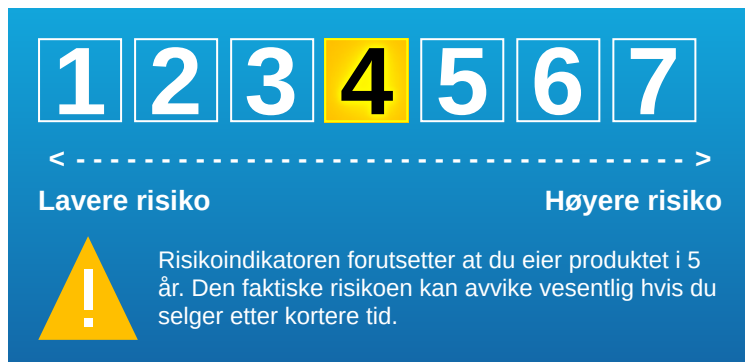 1 2 3 4 5 6 7
< - - - - - - - - - - - - - - - - - - - - - - - - - - - - - - - - - - - - >
Lavere risiko Høyere risiko
!
Risikoindikatoren forutsetter at du eier produktet i 5
år. Den faktiske risikoen kan avvike vesentlig hvis du
selger etter kortere tid.